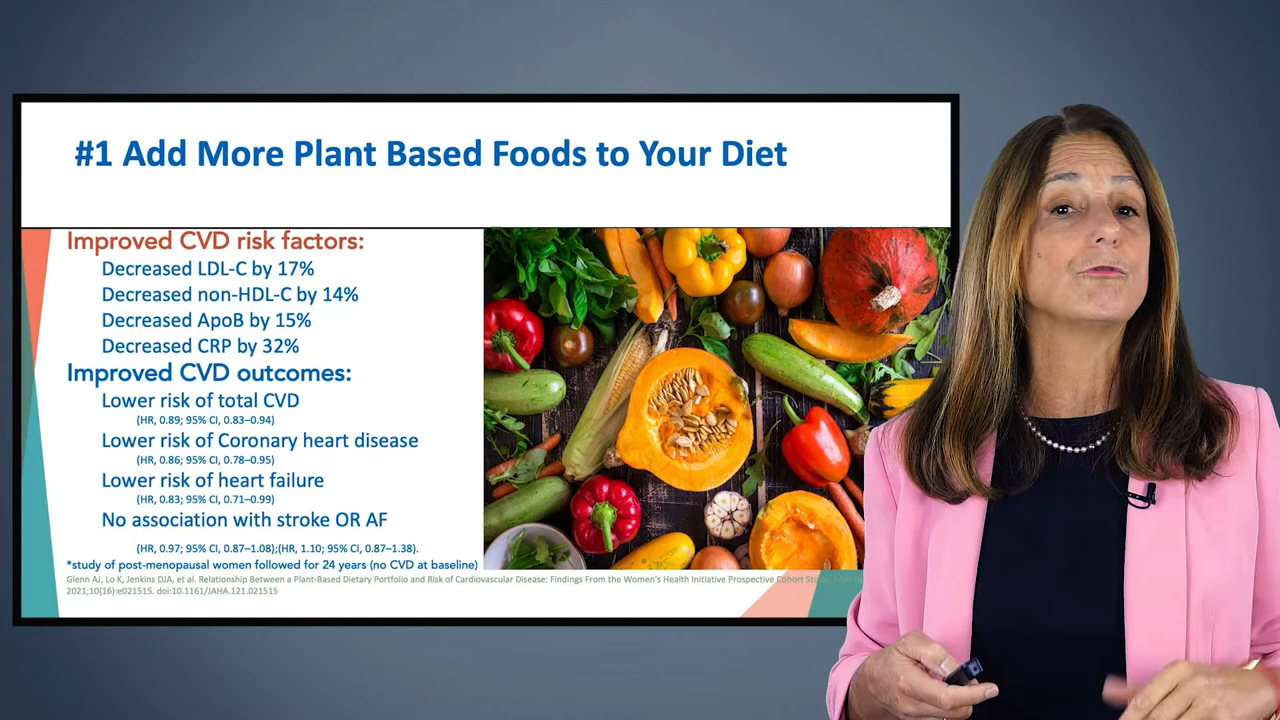 #1 Add More Plant Based Foods to Your Diet
Improved CVD risk factors:
Decreased LDL-C by 17%
Decreased non-HDL-C by 14%
Decreased ApoB by 15%
Decreased CRP by 32%
Improved CVD outcomes:
Lower risk of total CVD
(HR, 0.89; 95% CI, 0.83–0.94)
Lower risk of Coronary heart disease
(HR, 0.86; 95% CI, 0.78–0.95)
Lower risk of heart failure
(HR, 0.83; 95% CI, 0.71–0.99)
No association with stroke OR AF
(HR, 0.97; 95% CI, 0.87–1.08);(HR, 1.10; 95% CI, 0.87–1.38).
*study of post-menopausal women followed for 24 years (no CVD at baseline)
Glenn AJ, Lo K, Jenkins DJA, et al. Relationship Between a Plant-Based Dietary Portfolio and Risk of Cardiovascular Disease: Findings From the Women's Health Initiative Prospective Cohort
2021;10(16):e021515. doi:10.1161/JAHA.121.021515